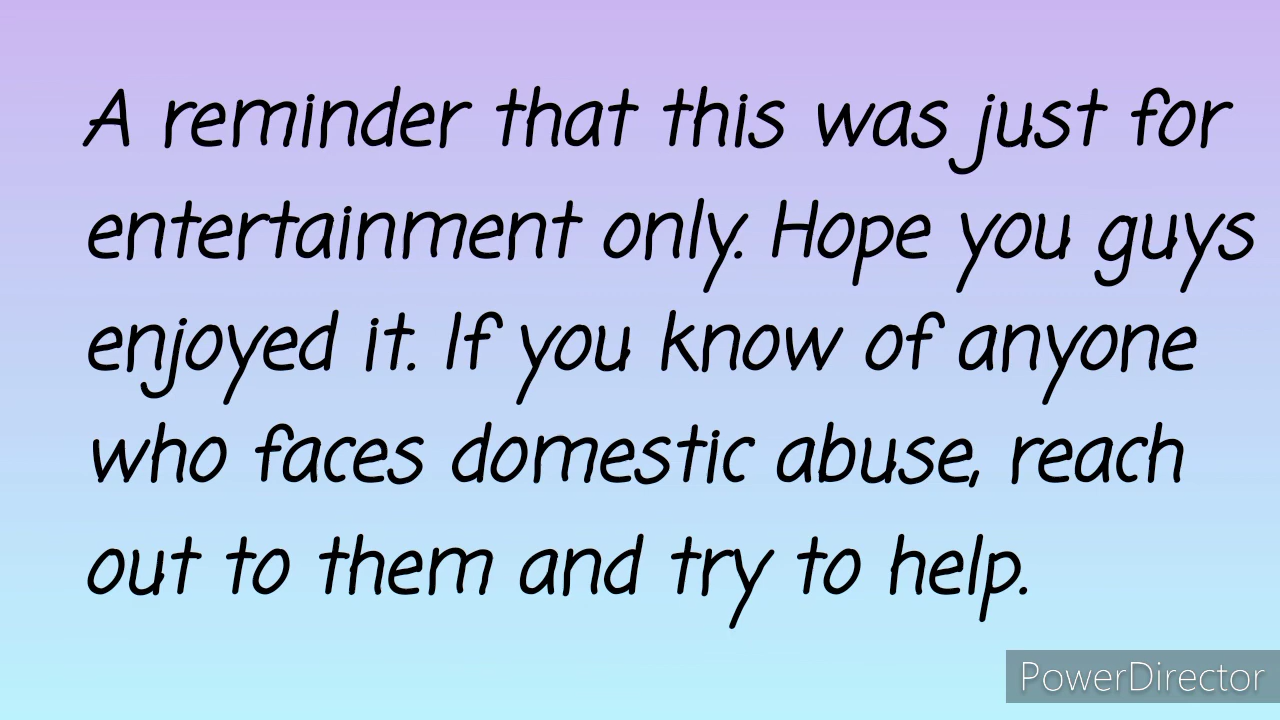 A reminder that this was just for
entertainment only. Hope you guys
enjoyed it. If you know of anyone
who faces domestic abuse, reach
out to them and try to help.
PowerDirector